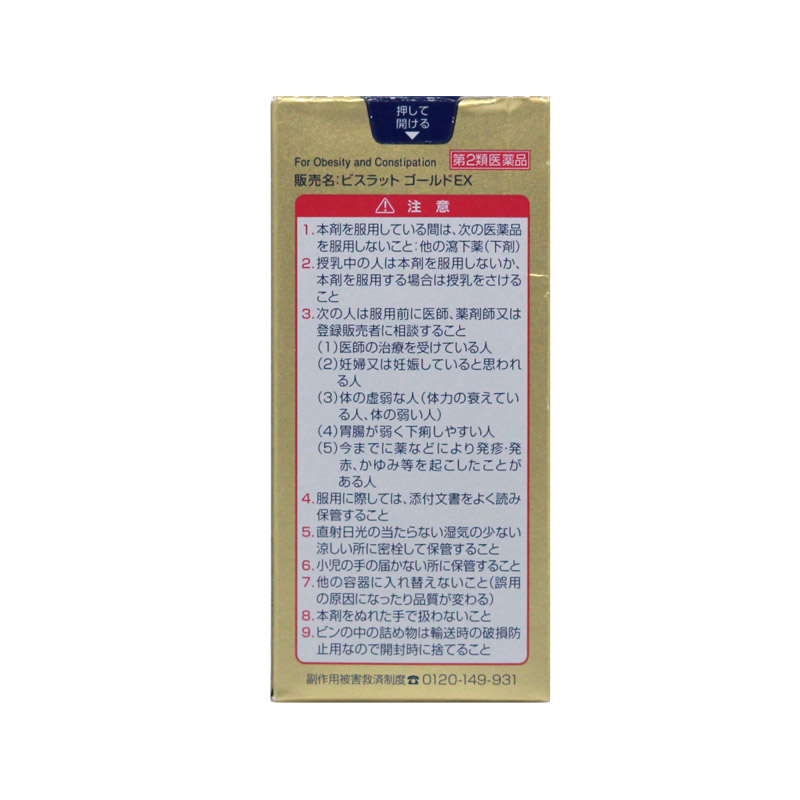 押して
開ける
For Obesity and Constipation 第2類医薬品
販売名:ビスラット ゴールドEX
注意
1.本剤を服用している間は、次の医薬品
を服用しないこと:他の瀉下薬(下剤)
2.授乳中の人は本剤を服用しないか、
本剤を服用する場合は授乳をさける
こと
3.次の人は服用前に医師、薬剤師又は
登録販売者に相談すること
(1)医師の治療を受けている人
(2)妊婦又は妊娠していると思われ
る人
(3)体の虚弱な人(体力の衰えてい
る人、体の弱い人)
(4)胃腸が弱く下痢しやすい人
(5)今までに薬などにより発疹・発
赤、かゆみ等を起こしたことが
ある人
4.服用に際しては、添付文書をよく読み
保管すること
5.直射日光の当たらない湿気の少ない
涼しい所に密栓して保管すること
6.小児の手の届かない所に保管すること
7.他の容器に入れ替えないこと(誤用
の原因になったり品質が変わる)
8.本剤をぬれた手で扱わないこと
9.ビンの中の詰め物は輸送時の破損防
止用なので開封時に捨てること
副作用被害救済制度☎0120-149-931